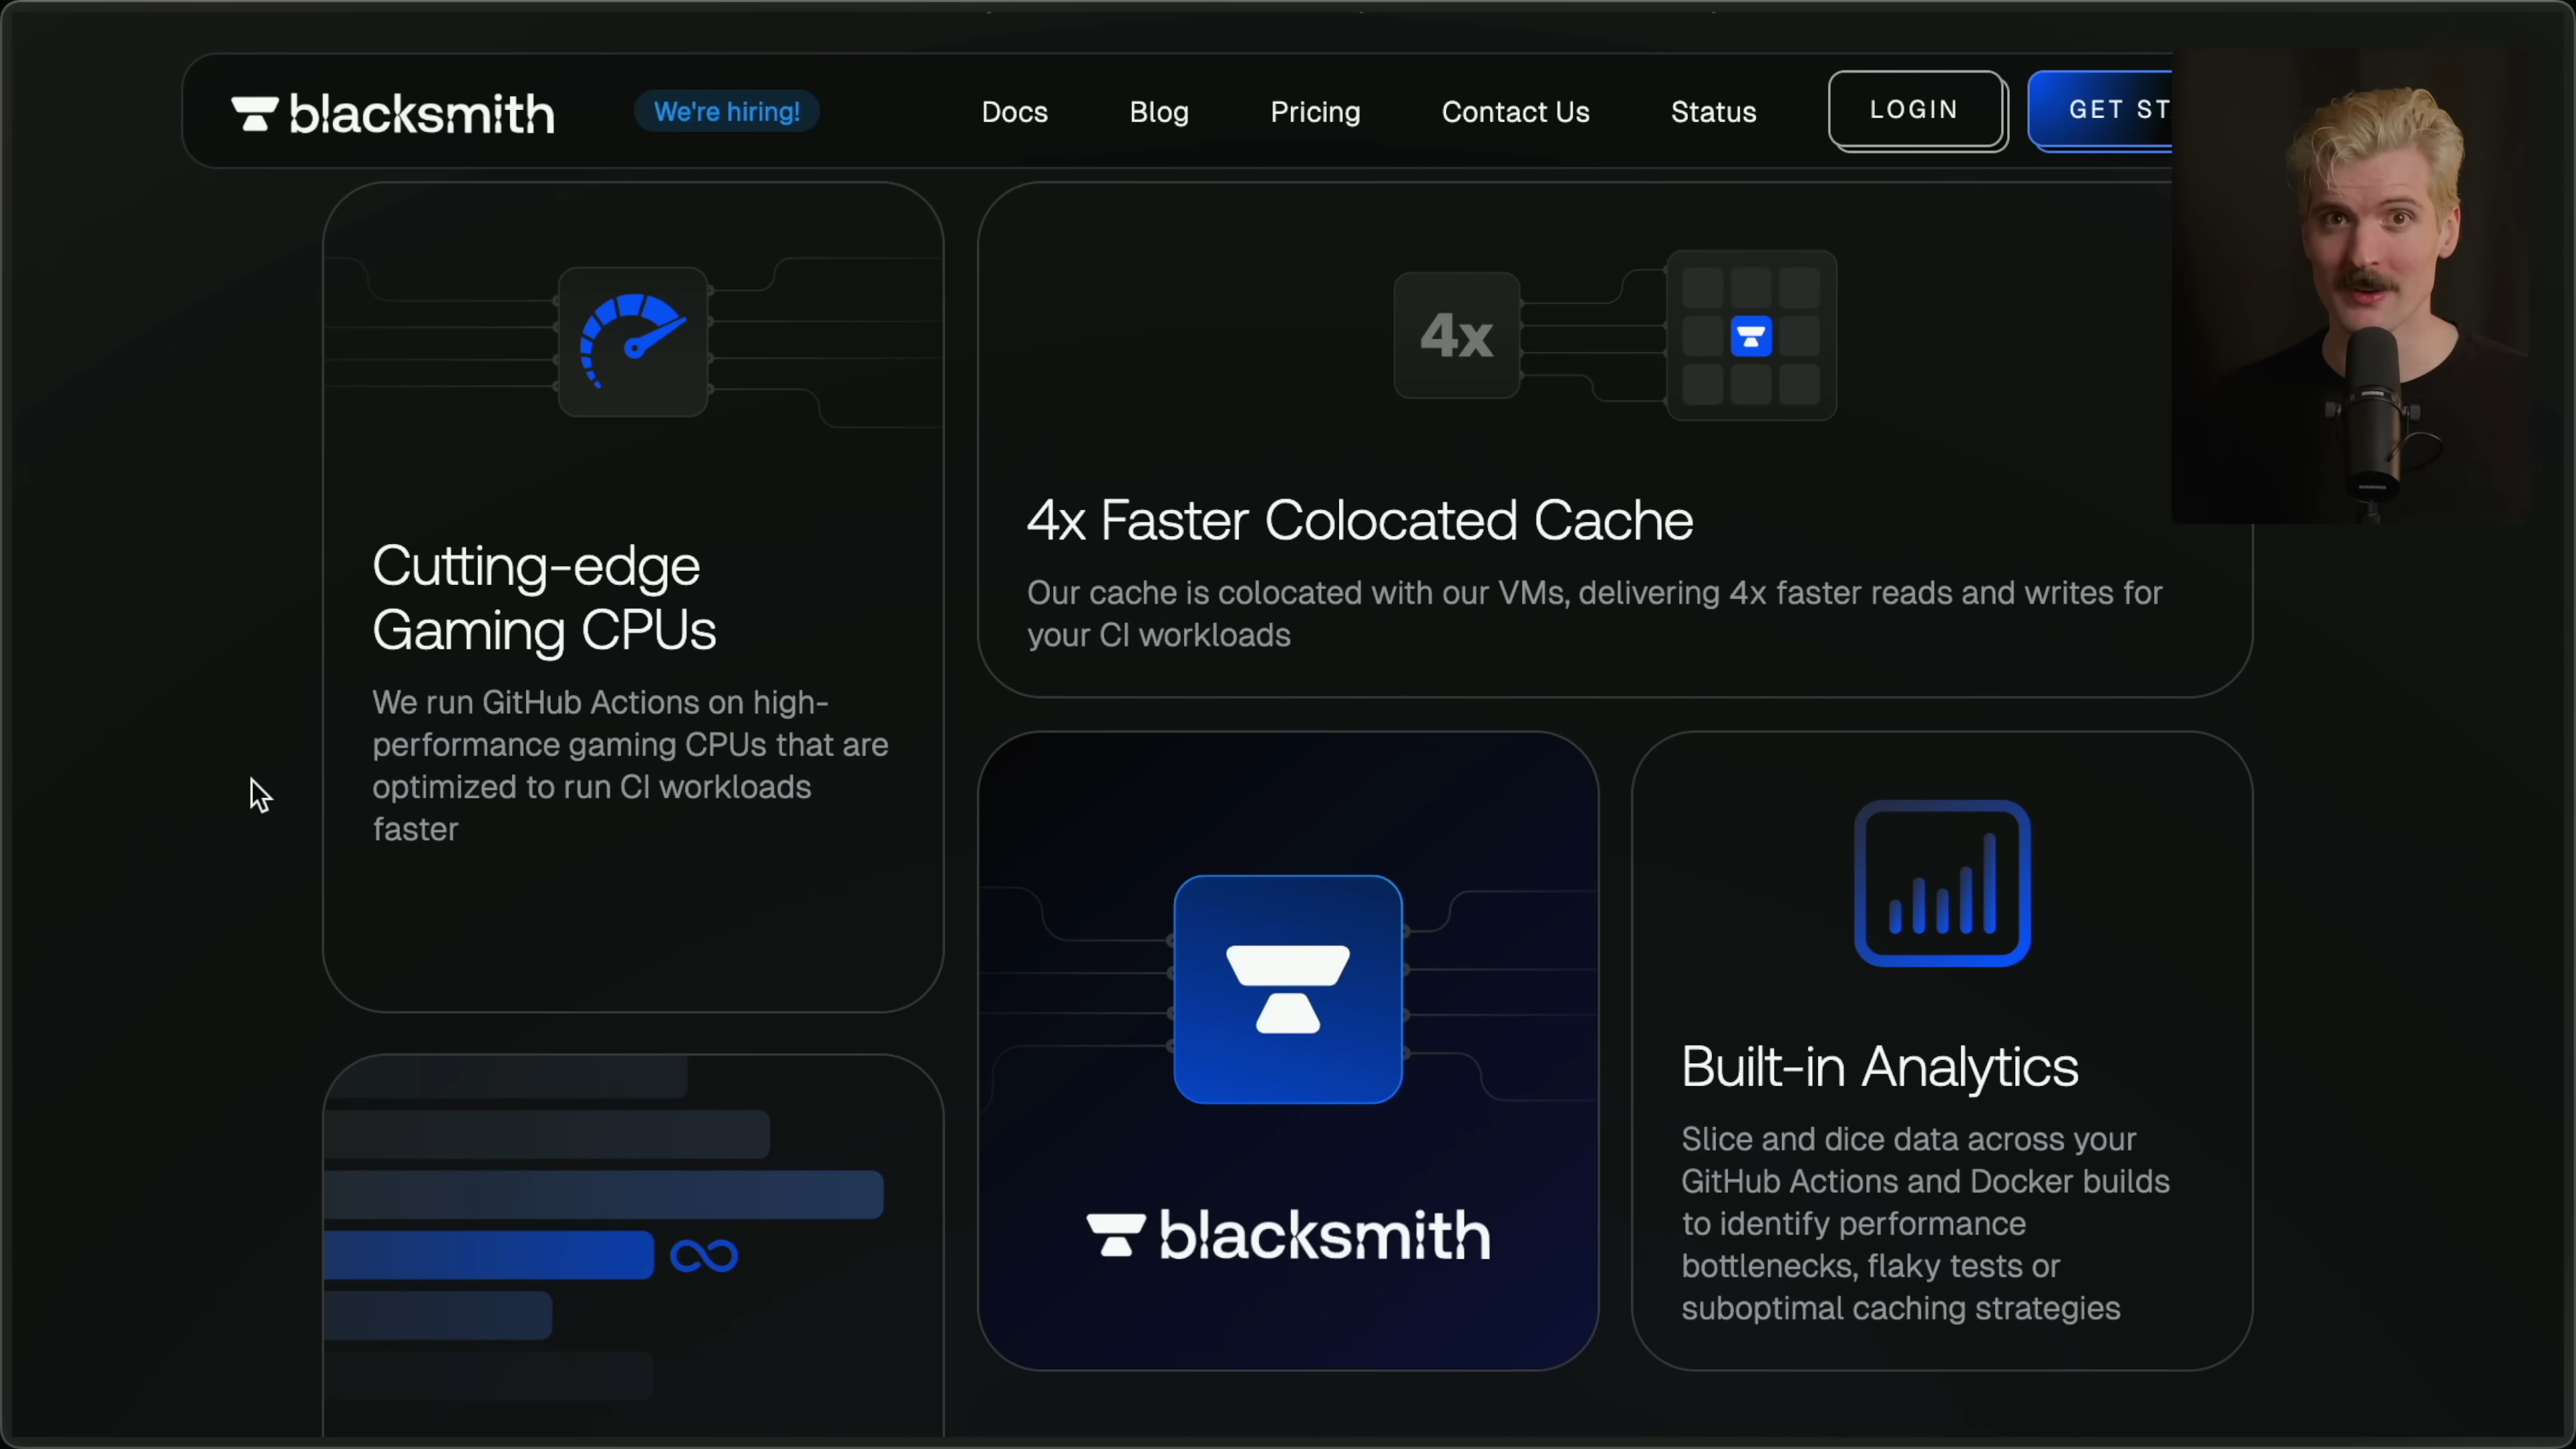 blacksmith
We're hiring!
Docs
Blog
Pricing
Contact Us
Status
LOGIN
GET ST
4x
Cutting-edge
Gaming CPUs
We run GitHub Actions on high-
performance gaming CPUs that are
optimized to run CI workloads
faster
4x Faster Colocated Cache
Our cache is colocated with our VMs, delivering 4x faster reads and writes for
your CI workloads
blacksmith
Built-in Analytics
Slice and dice data across your
GitHub Actions and Docker builds
to identify performance
bottlenecks, flaky tests or
suboptimal caching strategies